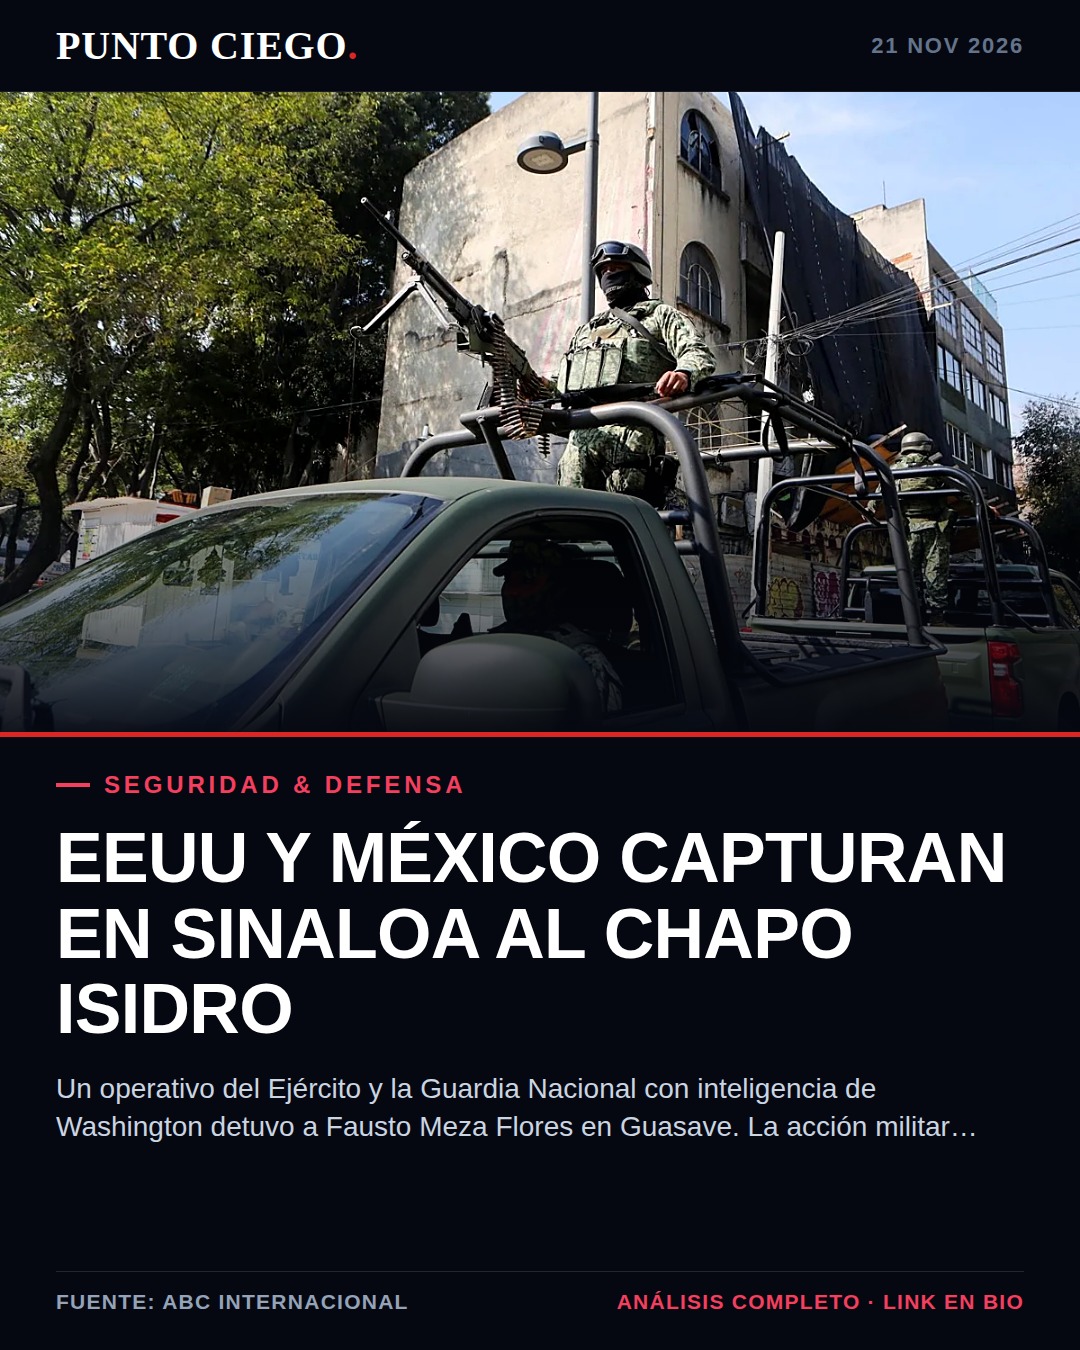 PUNTO CIEGO.
21 NOV 2026
SEGURIDAD & DEFENSA
EEUU Y MÉXICO CAPTURAN
EN SINALOA AL CHAPO
ISIDRO
Un operativo del Ejército y la Guardia Nacional con inteligencia de
Washington detuvo a Fausto Meza Flores en Guasave. La acción militar…
FUENTE: ABC INTERNACIONAL
ANÁLISIS COMPLETO · LINK EN BIO